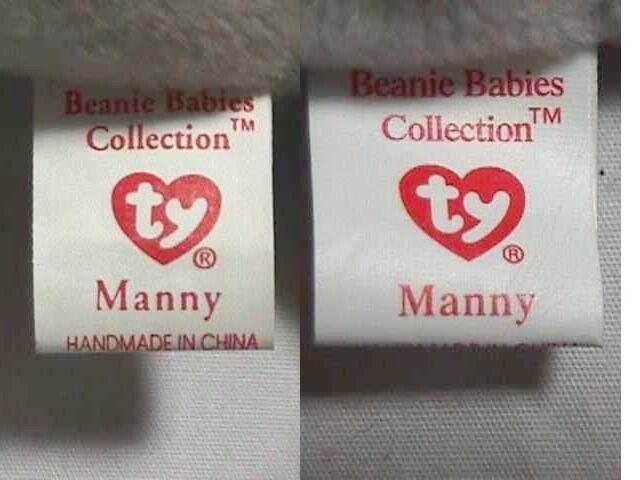 Beanie Babies
Collection™
ty®
Manny
HANDMADE IN CHINA
Beanie Babies
Collection™
ty®
Manny